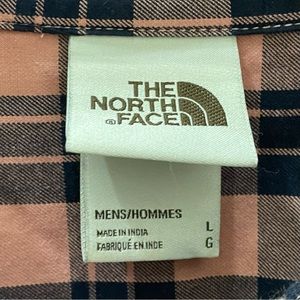 THE
NORTH
FACE
MENS/HOMMES
MADE IN INDIA L
FABRIQUÉ EN INDE G